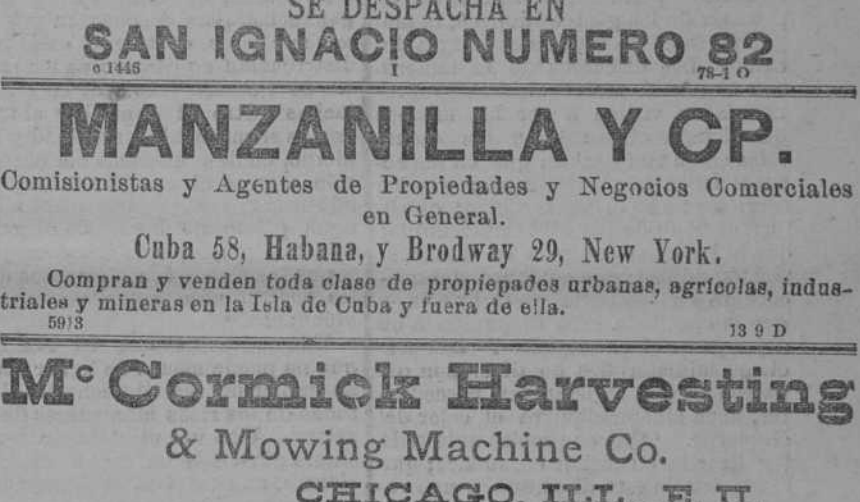 SE DESPACHA EN
SAN IGNACIO NUMERO 82
c 1446 I 78-1 O
MANZANILLA Y CP.
Comisionistas y Agentes de Propiedades y Negocios Comerciales
en General.
Cuba 58, Habana, y Brodway 29, New York.
Compran y venden toda clase de propiepades urbanas, agrícolas, indus-
triales y mineras en la Isla de Cuba y fuera de ella.
5913 13 9 D
Mc Cormick Harvesting
& Mowing Machine Co.
CHICAGO, ILL. E U